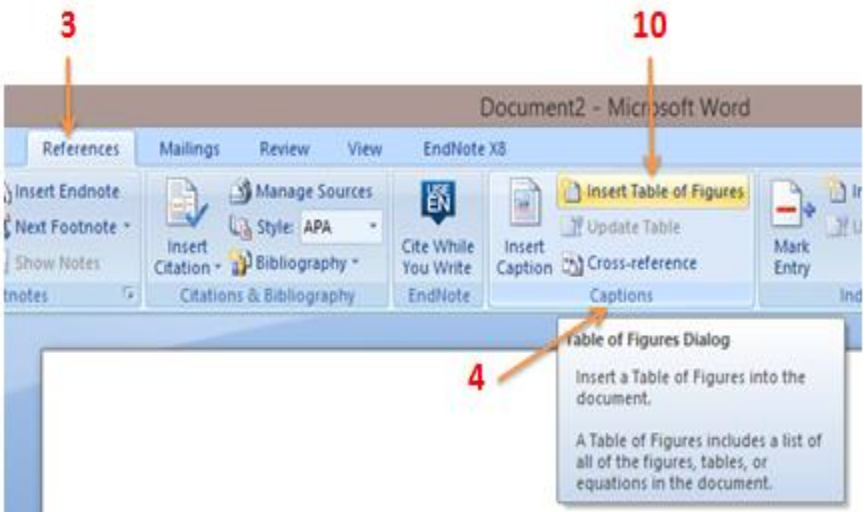 3
10
Document2 - Microsoft Word
References Mailings Review View EndNote X8
Insert Endnote
Next Footnote
Show Notes
Insert
Citation
Manage Sources
Style: APA
Bibliography
Citations & Bibliography
Cite While
You Write
EndNote
Insert
Caption
Insert Table of Figures
Update Table
Cross-reference
Captions
Mark
Entry
4
Table of Figures Dialog
Insert a Table of Figures into the
document.
A Table of Figures includes a list of
all of the figures, tables, or
equations in the document.